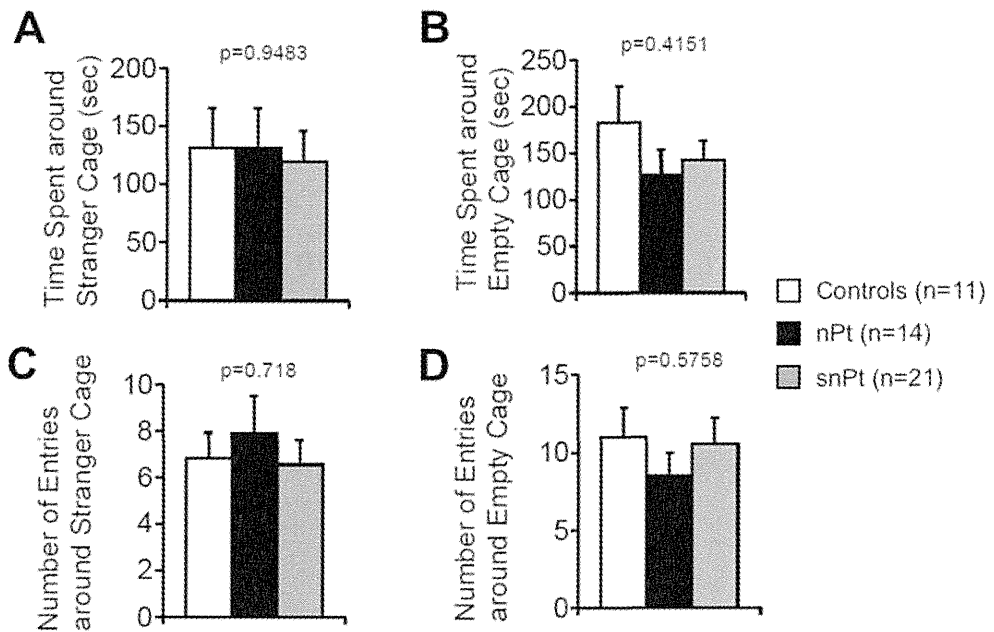 A
p=0.9483
Time Spent around
Stranger Cage (sec)
200
150
100
50
0
B
p=0.4151
Time Spent around
Empty Cage (sec)
250
200
150
100
50
0
Controls (n=11)
nPt (n=14)
snPt (n=21)
C
p=0.718
Number of Entries
around Stranger Cage
10
8
6
4
2
0
D
p=0.5758
Number of Entries
around Empty Cage
15
10
5
0